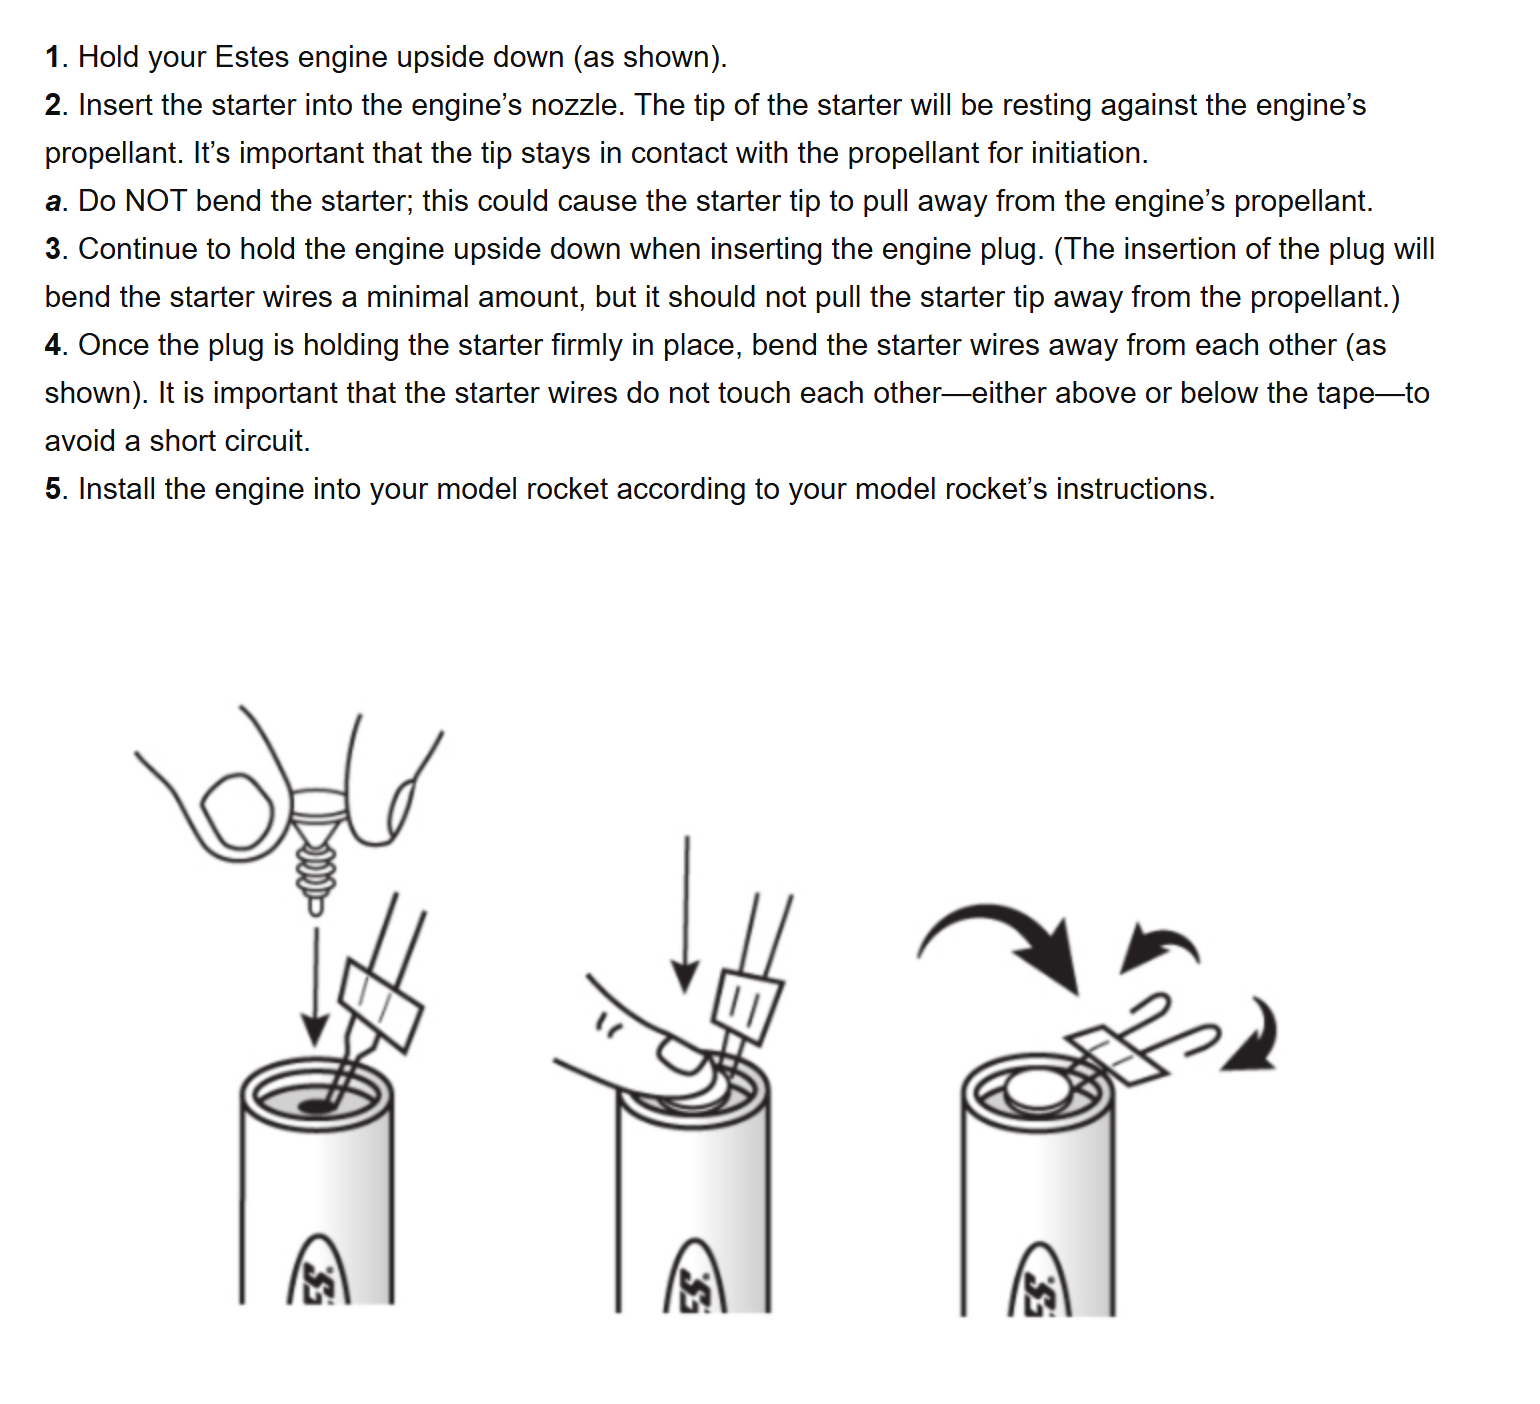 1. Hold your Estes engine upside down (as shown).
2. Insert the starter into the engine’s nozzle. The tip of the starter will be resting against the engine’s
propellant. It’s important that the tip stays in contact with the propellant for initiation.
a. Do NOT bend the starter; this could cause the starter tip to pull away from the engine’s propellant.
3. Continue to hold the engine upside down when inserting the engine plug. (The insertion of the plug will
bend the starter wires a minimal amount, but it should not pull the starter tip away from the propellant.)
4. Once the plug is holding the starter firmly in place, bend the starter wires away from each other (as
shown). It is important that the starter wires do not touch each other—either above or below the tape—to
avoid a short circuit.
5. Install the engine into your model rocket according to your model rocket’s instructions.